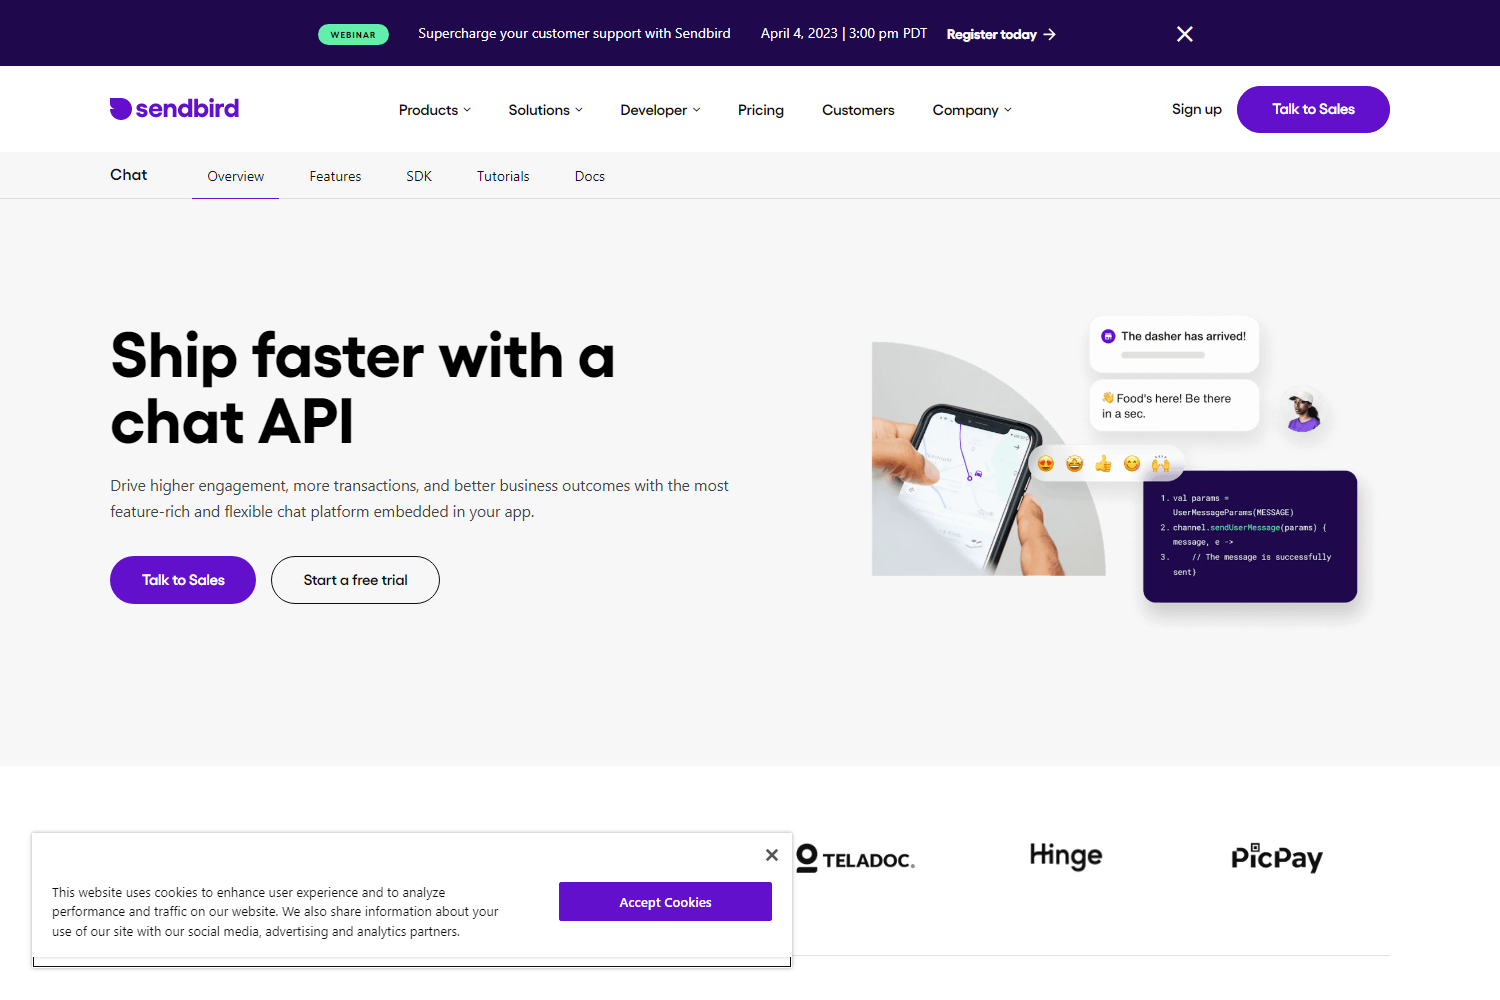 WEBINAR
Supercharge your customer support with Sendbird
April 4, 2023 | 3:00 pm PDT
Register today →
sendbird
Products
Solutions
Developer
Pricing
Customers
Company
Sign up
Talk to Sales
Chat
Overview
Features
SDK
Tutorials
Docs
Ship faster with a
chat API
Drive higher engagement, more transactions, and better business outcomes with the most
feature-rich and flexible chat platform embedded in your app.
Talk to Sales
Start a free trial
The dasher has arrived!
👋 Food's here! Be there
in a sec.
😍 🤩 👍 😋 🙌
1. val params =
UserMessageParams(MESSAGE)
2. channel.sendUserMessage(params) {
message, e ->
3. // The message is successfully
sent}
TELADOC.
Hinge
PicPay
This website uses cookies to enhance user experience and to analyze
performance and traffic on our website. We also share information about your
use of our site with our social media, advertising and analytics partners.
Accept Cookies